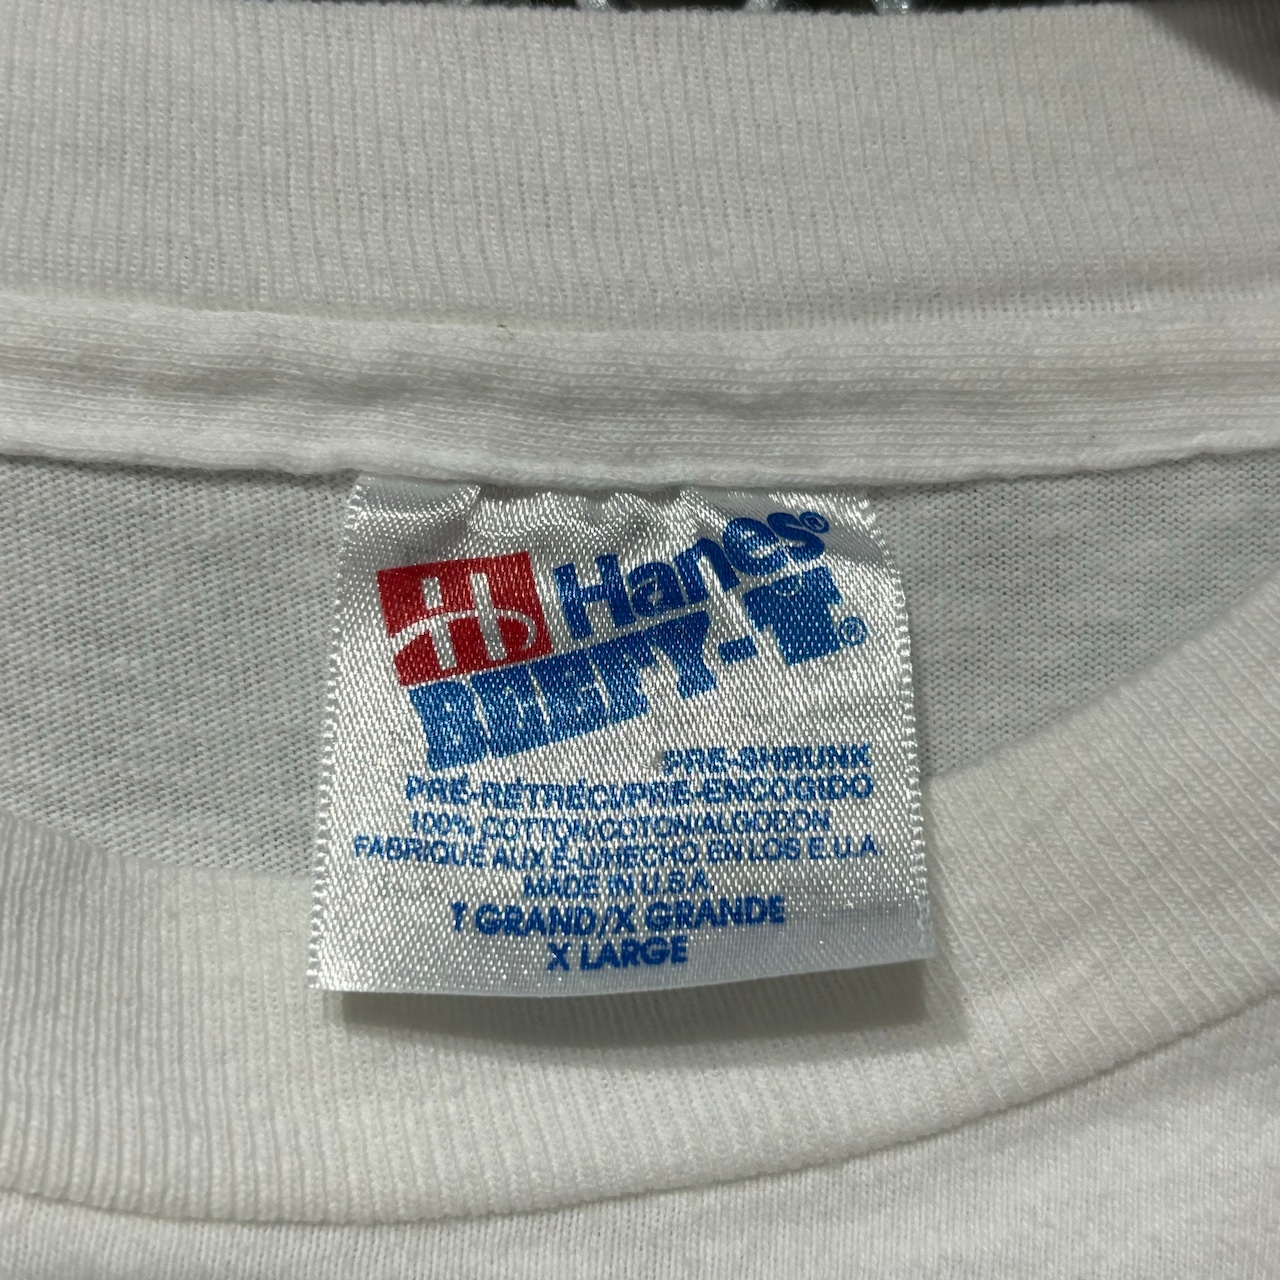 Hanes®
BEEFY-T®
PRE-SHRUNK
PRÉ-RÉTRÉCI/PRE-ENCOGIDO
100% COTTON/COTON/ALGODON
FABRIQUÉ AUX É-U/HECHO EN LOS E.U.A.
MADE IN U.S.A.
T GRAND/X GRANDE
X LARGE